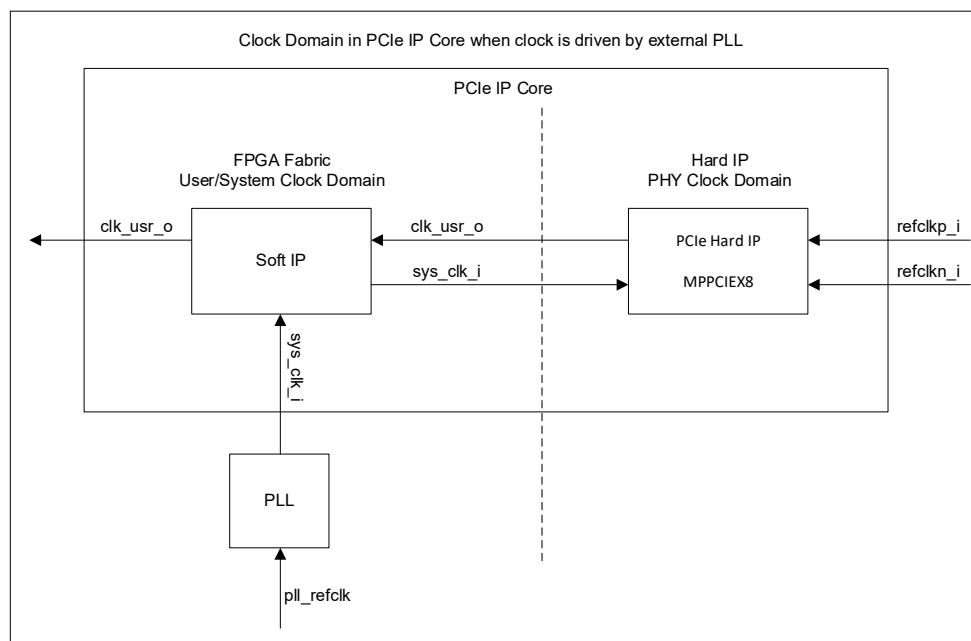 Clock Domain in PCIe IP Core when clock is driven by external PLL
PCIe IP Core
FPGA Fabric
User/System Clock Domain
Hard IP
PHY Clock Domain
clk_usr_o
Soft IP
clk_usr_o
sys_clk_i
PCIe Hard IP
MPPCIEX8
refclkp_i
refclkn_i
sys_clk_i
PLL
pll_refclk